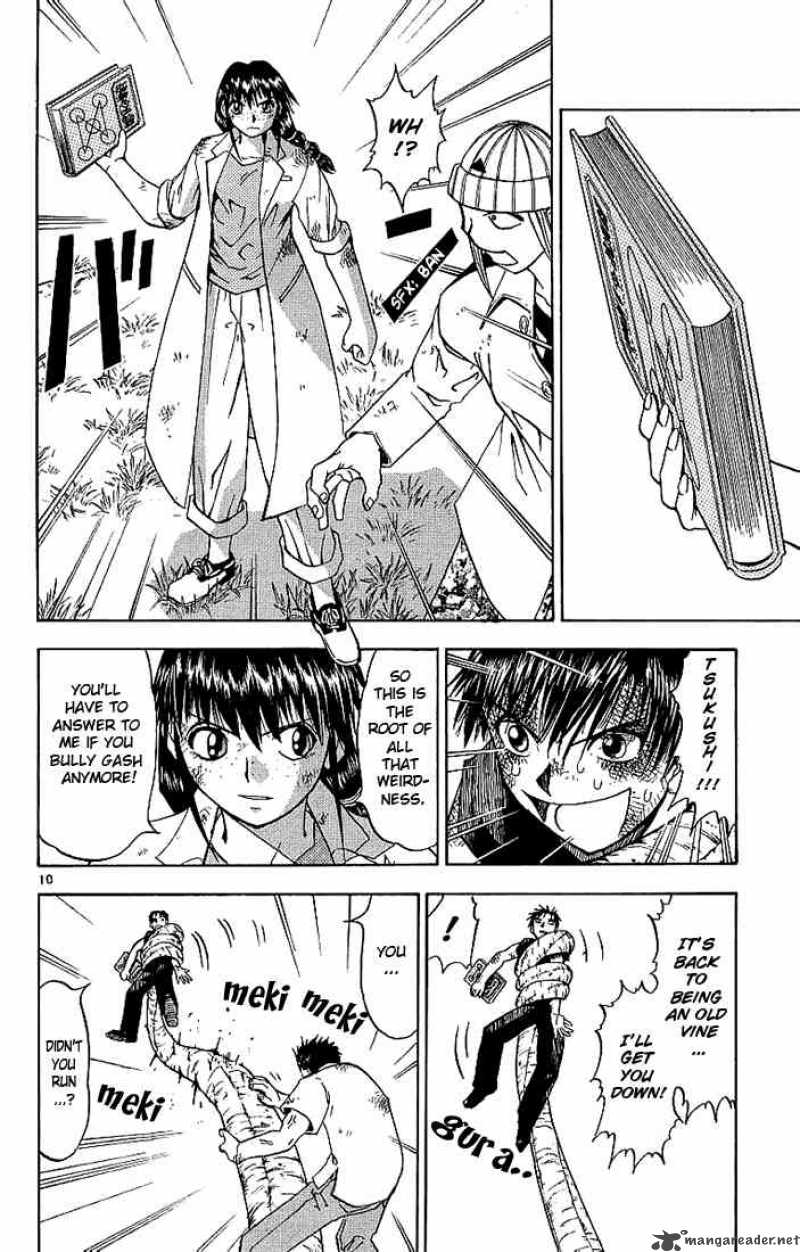 WH
!?
バン
SFX: BAN
TSUKUSHI!!!
SO
THIS IS
THE
ROOT OF
ALL
THAT
WEIRD-
NESS.
YOU'LL
HAVE TO
ANSWER TO
ME IF YOU
BULLY GASH
ANYMORE!
10
IT'S
BACK
TO
BEING
AN OLD
VINE
...
I'LL
GET
YOU
DOWN!
!
gura..
YOU
...
meki meki
meki
DIDN'T
YOU
RUN
...?
mangareader.net